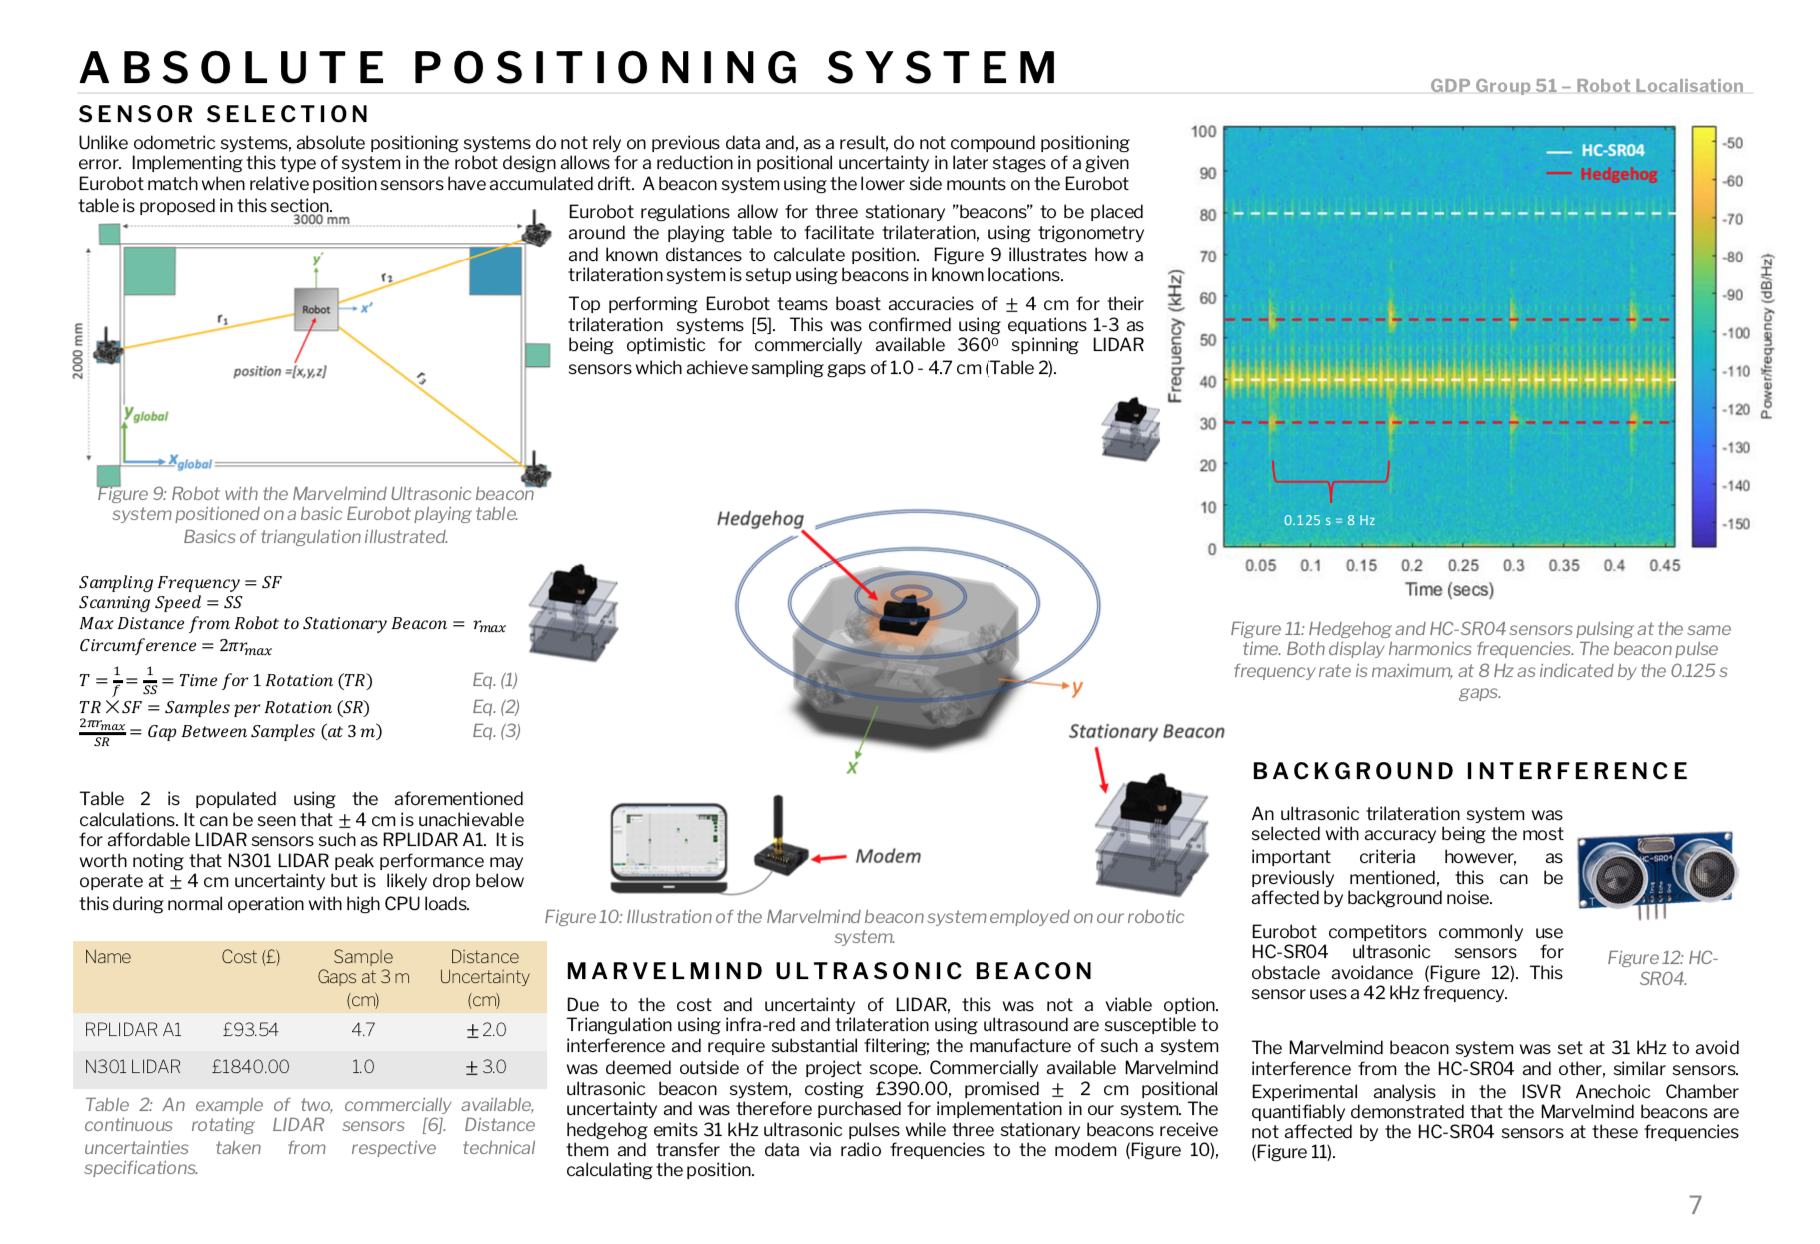 ABSOLUTE POSITIONING SYSTEM
GDP Group 51 – Robot Localisation
SENSOR SELECTION
Unlike odometric systems, absolute positioning systems do not rely on previous data and, as a result, do not compound positioning
error. Implementing this type of system in the robot design allows for a reduction in positional uncertainty in later stages of a given
Eurobot match when relative position sensors have accumulated drift. A beacon system using the lower side mounts on the Eurobot
table is proposed in this section.
3000 mm
2000 mm
y'
x'
Robot
r₁
r₂
r₃
position =[x,y,z]
y global
x global
Figure 9: Robot with the Marvelmind Ultrasonic beacon
system positioned on a basic Eurobot playing table.
Basics of triangulation illustrated.
Eurobot regulations allow for three stationary ”beacons” to be placed
around the playing table to facilitate trilateration, using trigonometry
and known distances to calculate position. Figure 9 illustrates how a
trilateration system is setup using beacons in known locations.
Top performing Eurobot teams boast accuracies of ± 4 cm for their
trilateration systems [5]. This was confirmed using equations 1-3 as
being optimistic for commercially available 360⁰ spinning LIDAR
sensors which achieve sampling gaps of 1.0 - 4.7 cm (Table 2).
Sampling Frequency = SF
Scanning Speed = SS
Max Distance from Robot to Stationary Beacon = r_max
Circumference = 2πr_max
T = 1/f = 1/SS = Time for 1 Rotation (TR) Eq. (1)
TR × SF = Samples per Rotation (SR) Eq. (2)
2πr_max/SR = Gap Between Samples (at 3 m) Eq. (3)
Table 2 is populated using the aforementioned
calculations. It can be seen that ± 4 cm is unachievable
for affordable LIDAR sensors such as RPLIDAR A1. It is
worth noting that N301 LIDAR peak performance may
operate at ± 4 cm uncertainty but is likely drop below
this during normal operation with high CPU loads.
Name Cost (£) Sample Gaps at 3 m (cm) Distance Uncertainty (cm)
RPLIDAR A1 £93.54 4.7 ± 2.0
N301 LIDAR £1840.00 1.0 ± 3.0
Table 2: An example of two, commercially available,
continuous rotating LIDAR sensors [6]. Distance
uncertainties taken from respective technical
specifications.
Hedgehog
y
x
Stationary Beacon
Modem
Figure 10: Illustration of the Marvelmind beacon system employed on our robotic
system.
MARVELMIND ULTRASONIC BEACON
Due to the cost and uncertainty of LIDAR, this was not a viable option.
Triangulation using infra-red and trilateration using ultrasound are susceptible to
interference and require substantial filtering; the manufacture of such a system
was deemed outside of the project scope. Commercially available Marvelmind
ultrasonic beacon system, costing £390.00, promised ± 2 cm positional
uncertainty and was therefore purchased for implementation in our system. The
hedgehog emits 31 kHz ultrasonic pulses while three stationary beacons receive
them and transfer the data via radio frequencies to the modem (Figure 10),
calculating the position.
100
90
80
70
60
50
40
30
20
10
0
Frequency (kHz)
HC-SR04
Hedgehog
0.125 s = 8 Hz
0.05 0.1 0.15 0.2 0.25 0.3 0.35 0.4 0.45
Time (secs)
-50
-60
-70
-80
-90
-100
-110
-120
-130
-140
-150
Power/frequency (dB/Hz)
Figure 11: Hedgehog and HC-SR04 sensors pulsing at the same
time. Both display harmonics frequencies. The beacon pulse
frequency rate is maximum, at 8 Hz as indicated by the 0.125 s
gaps.
BACKGROUND INTERFERENCE
An ultrasonic trilateration system was
selected with accuracy being the most
important criteria however, as
previously mentioned, this can be
affected by background noise.
Eurobot competitors commonly use
HC-SR04 ultrasonic sensors for
obstacle avoidance (Figure 12). This
sensor uses a 42 kHz frequency.
HC-SR04
Figure 12: HC-
SR04.
The Marvelmind beacon system was set at 31 kHz to avoid
interference from the HC-SR04 and other, similar sensors.
Experimental analysis in the ISVR Anechoic Chamber
quantifiably demonstrated that the Marvelmind beacons are
not affected by the HC-SR04 sensors at these frequencies
(Figure 11).
7